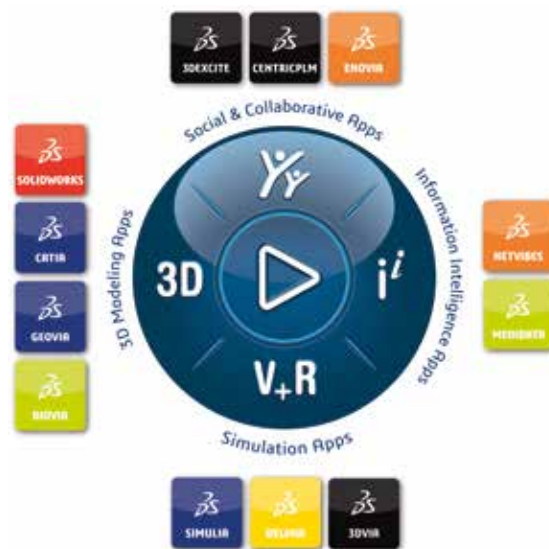 3DEXCITE
CENTRICPLM
ENOVIA
Social & Collaborative Apps
SOLIDWORKS
CATIA
GEOVIA
BIOVIA
3D Modeling Apps
3D
i i
V+R
Information Intelligence Apps
NETVIBES
MEDIDATA
Simulation Apps
SIMULIA
DELMIA
3DVIA